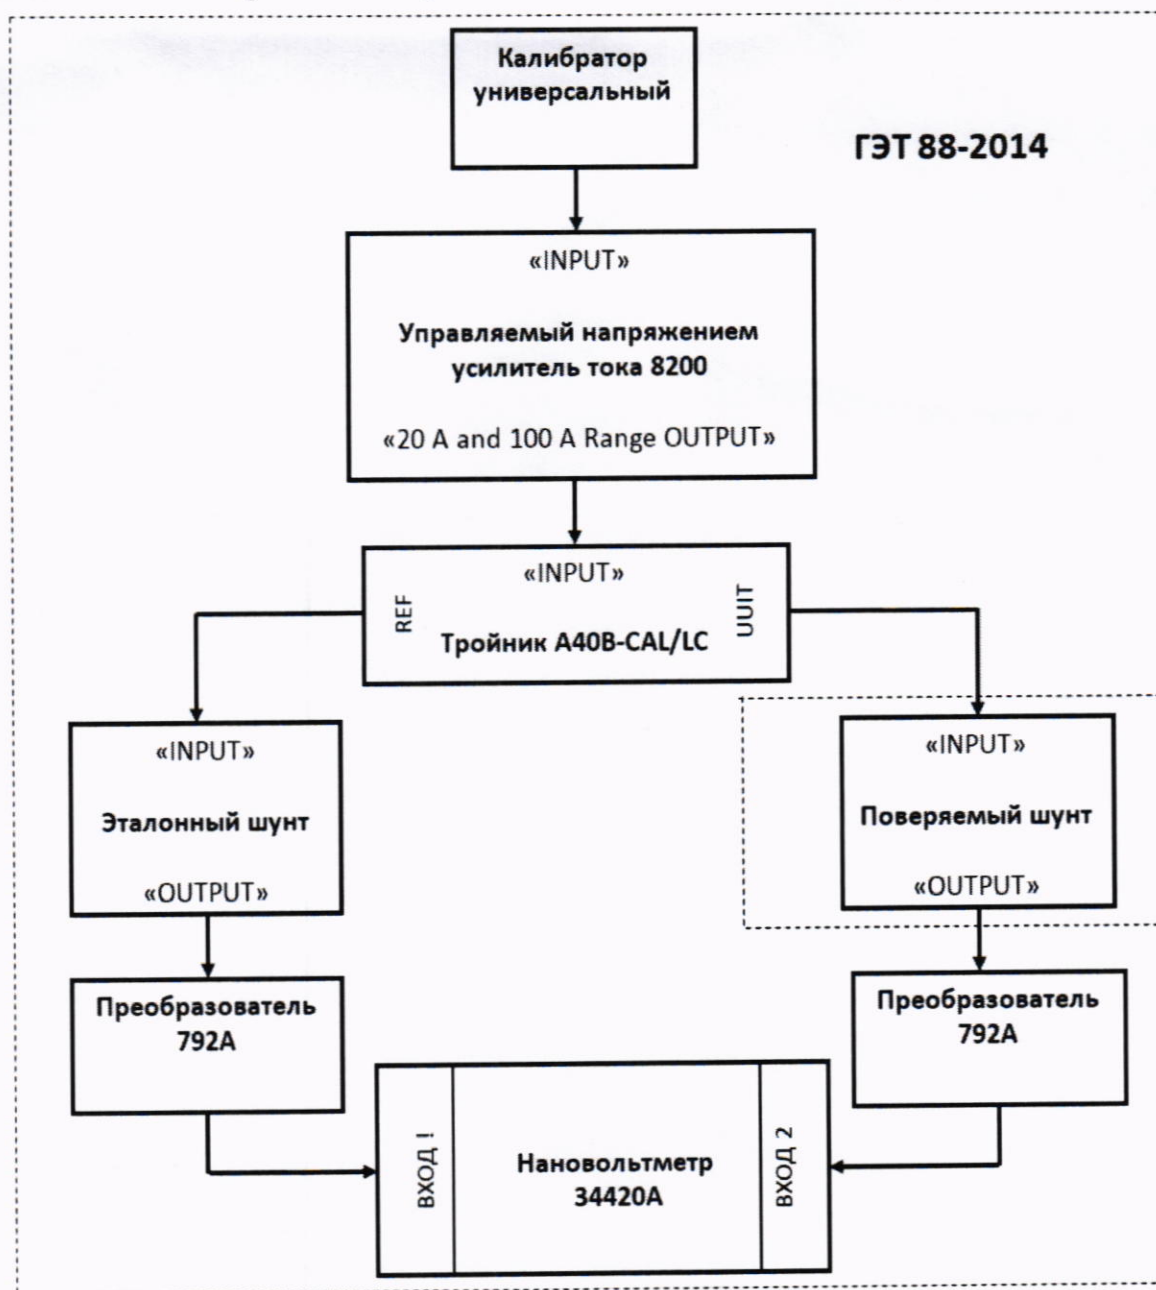 Калибратор
универсальный
ГЭТ 88-2014
«INPUT»
Управляемый напряжением
усилитель тока 8200
«20 A and 100 A Range OUTPUT»
«INPUT»
REF
UUIT
Тройник A40B-CAL/LC
«INPUT»
Эталонный шунт
«OUTPUT»
«INPUT»
Поверяемый шунт
«OUTPUT»
Преобразователь
792A
Преобразователь
792A
ВХОД !
Нановольтметр
34420A
ВХОД 2